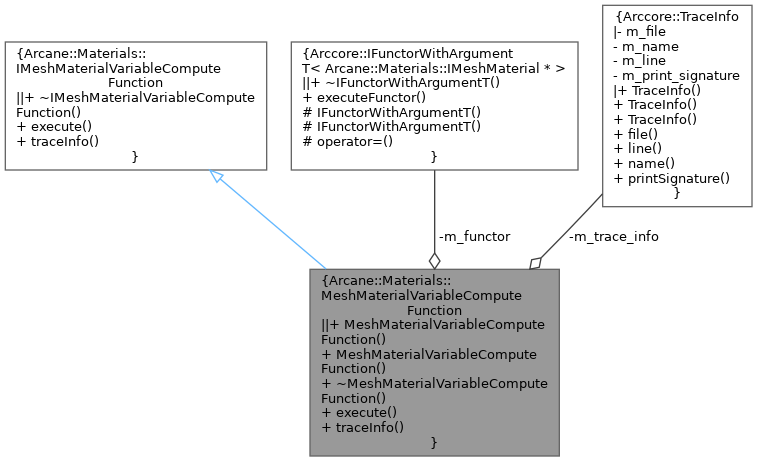 {Arcane::Materials::
IMeshMaterialVariableCompute
Function
||+ ~IMeshMaterialVariableCompute
Function()
+ execute()
+ traceInfo()
}
{Arccore::IFunctorWithArgument
T< Arcane::Materials::IMeshMaterial * >
||+ ~IFunctorWithArgumentT()
+ executeFunctor()
# IFunctorWithArgumentT()
# IFunctorWithArgumentT()
# operator=()
}
{Arccore::TraceInfo
|- m_file
- m_name
- m_line
- m_print_signature
|+ TraceInfo()
+ TraceInfo()
+ TraceInfo()
+ file()
+ line()
+ name()
+ printSignature()
}
-m_functor
-m_trace_info
{Arcane::Materials::
MeshMaterialVariableCompute
Function
||+ MeshMaterialVariableCompute
Function()
+ MeshMaterialVariableCompute
Function()
+ ~MeshMaterialVariableCompute
Function()
+ execute()
+ traceInfo()
}